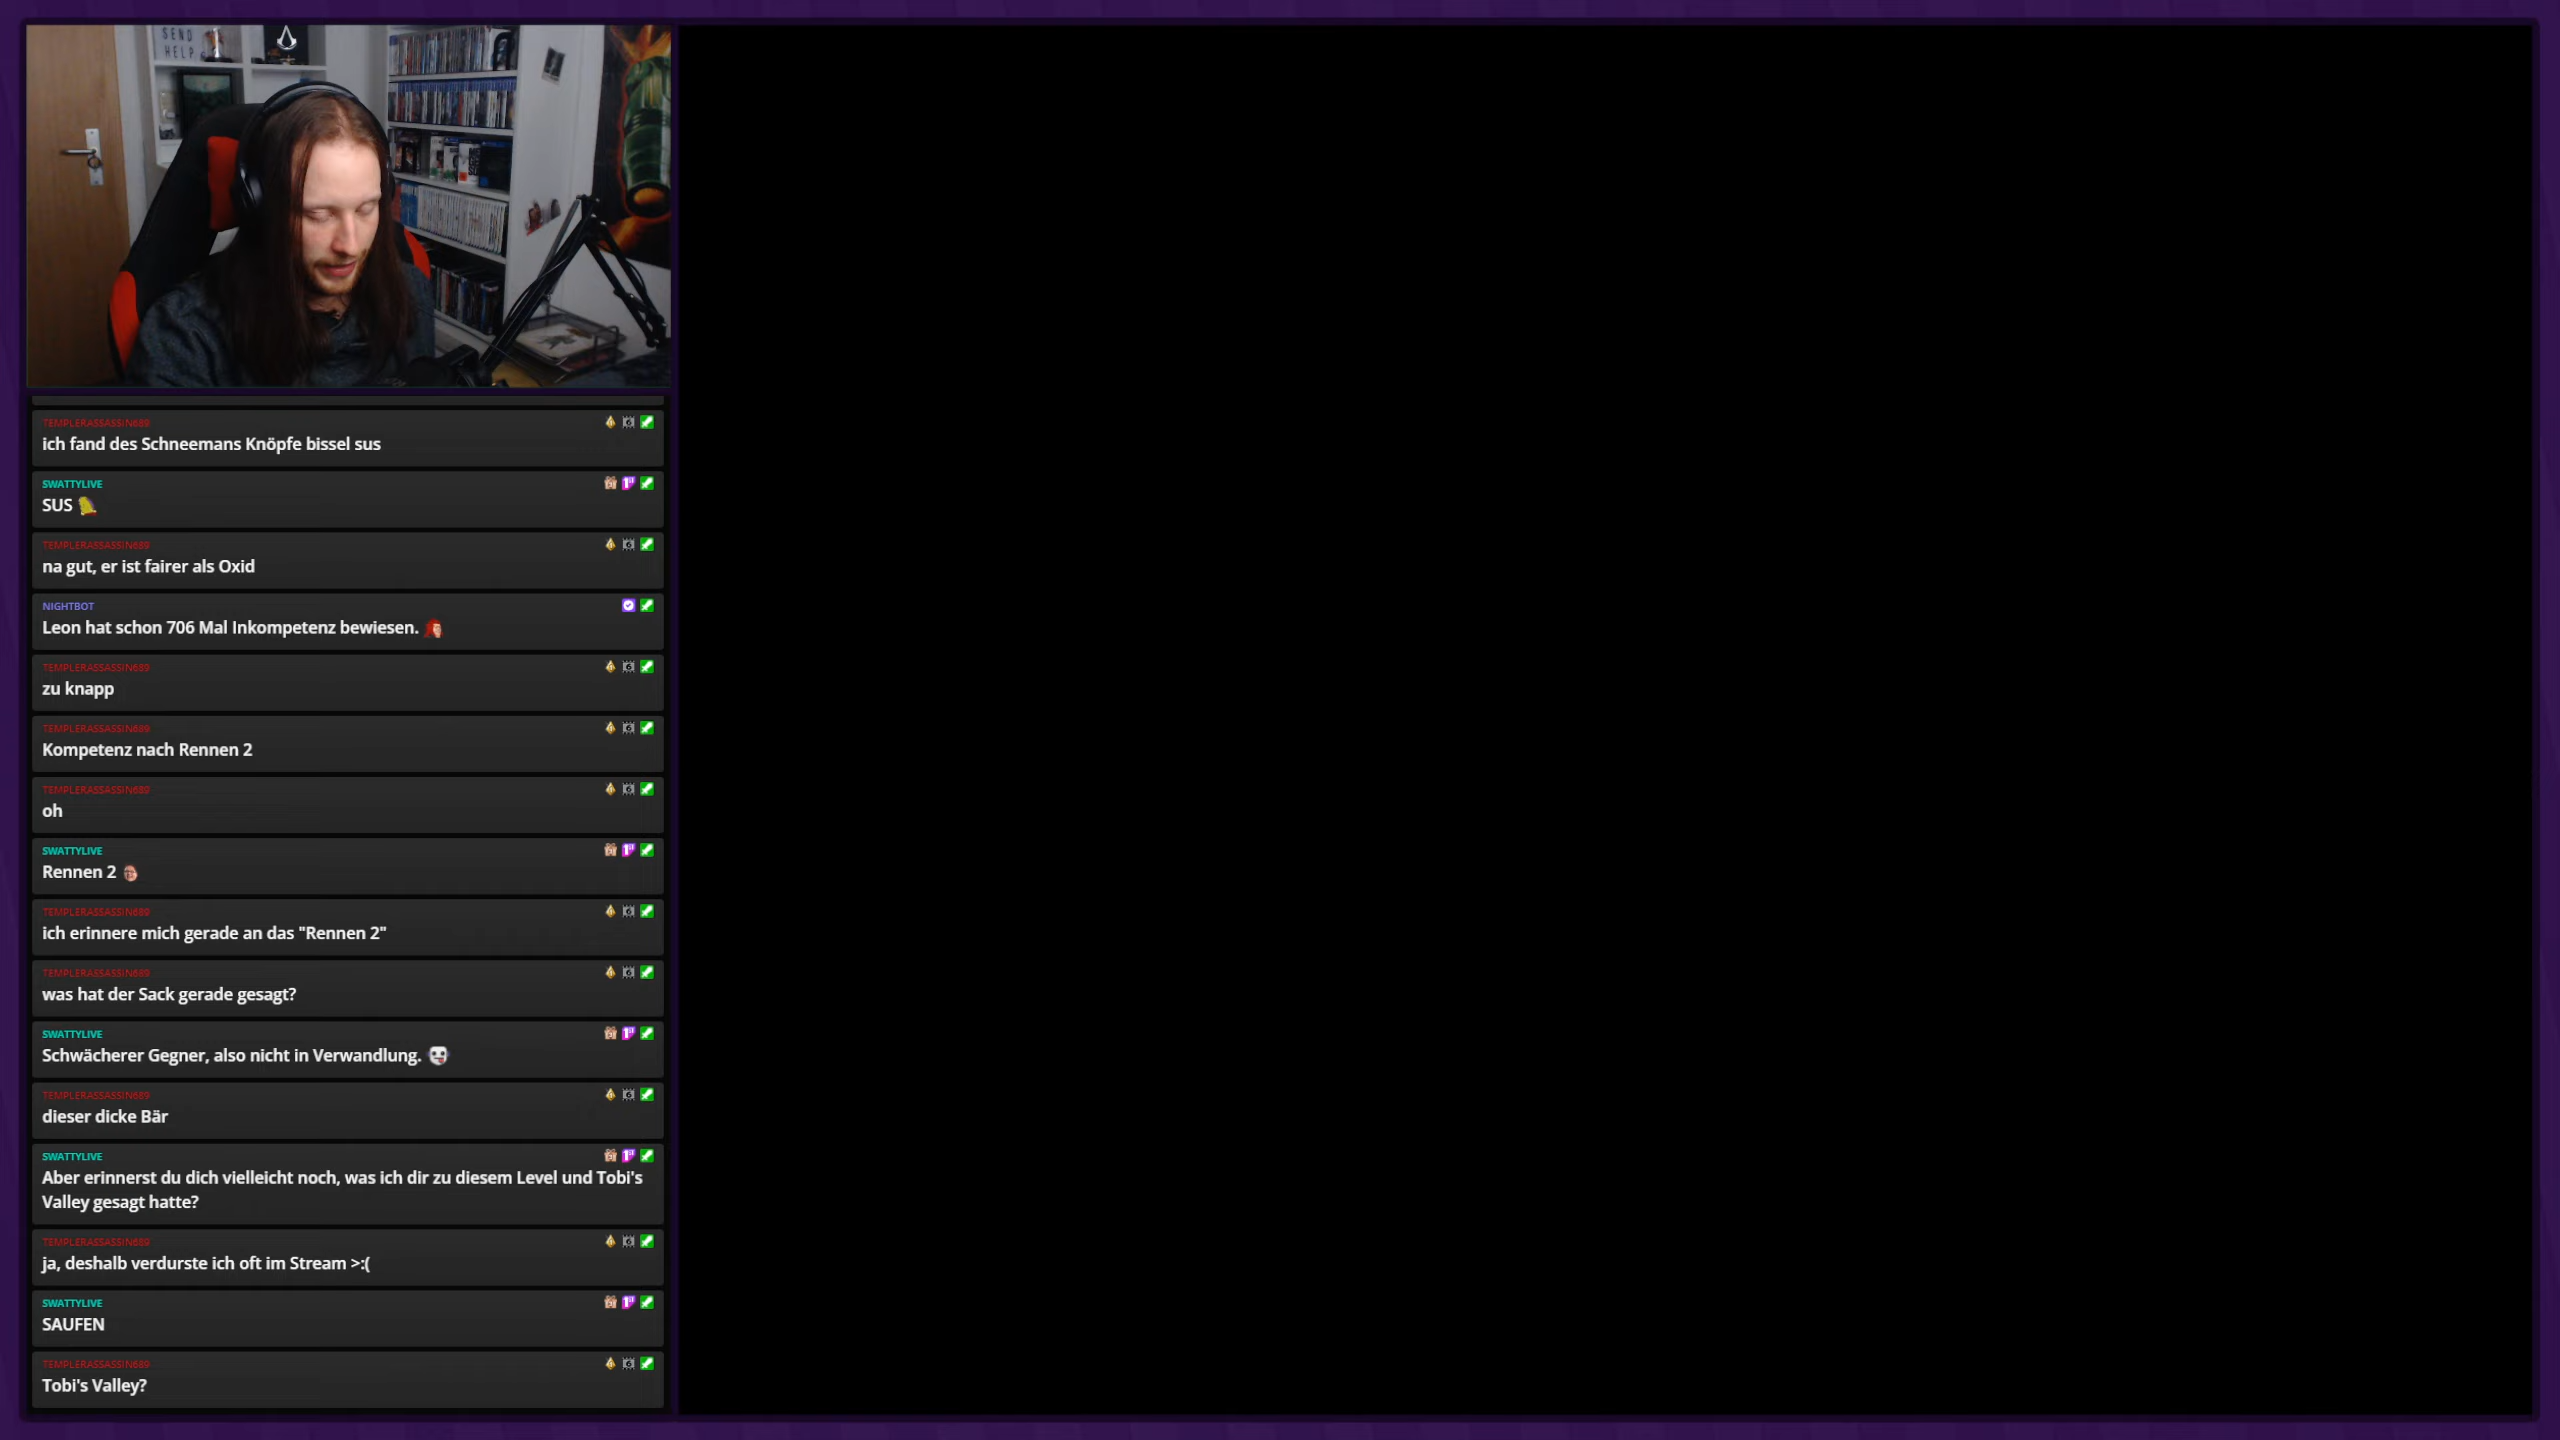 SEND
HELP
TEMPLERASSASSIN689
ich fand des Schneemans Knöpfe bissel sus
SWATTYLIVE
SUS
TEMPLERASSASSIN689
na gut, er ist fairer als Oxid
NIGHTBOT
Leon hat schon 706 Mal Inkompetenz bewiesen.
TEMPLERASSASSIN689
zu knapp
TEMPLERASSASSIN689
Kompetenz nach Rennen 2
TEMPLERASSASSIN689
oh
SWATTYLIVE
Rennen 2
TEMPLERASSASSIN689
ich erinnere mich gerade an das "Rennen 2"
TEMPLERASSASSIN689
was hat der Sack gerade gesagt?
SWATTYLIVE
Schwächerer Gegner, also nicht in Verwandlung.
TEMPLERASSASSIN689
dieser dicke Bär
SWATTYLIVE
Aber erinnerst du dich vielleicht noch, was ich dir zu diesem Level und Tobi's
Valley gesagt hatte?
TEMPLERASSASSIN689
ja, deshalb verdurste ich oft im Stream >:(
SWATTYLIVE
SAUFEN
TEMPLERASSASSIN689
Tobi's Valley?